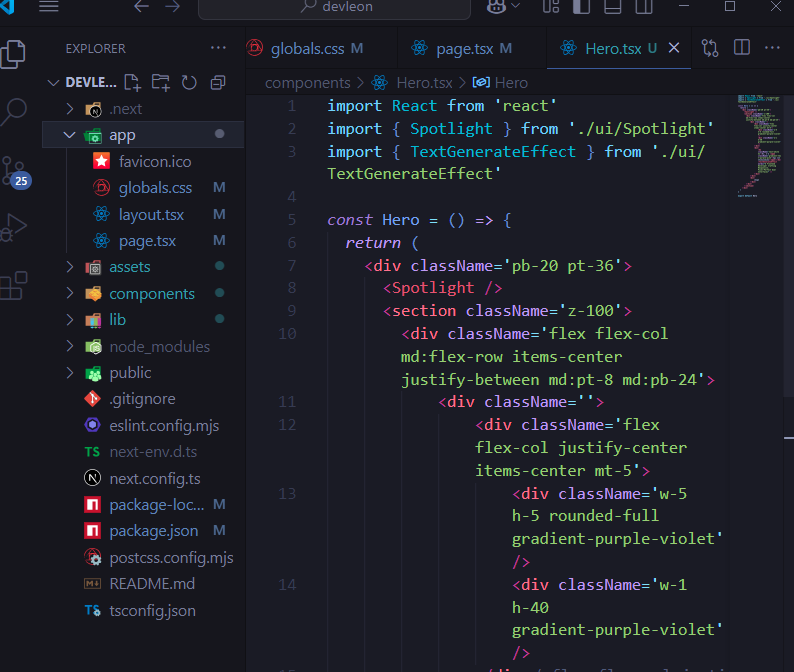 devleon
EXPLORER
globals.css M
page.tsx M
Hero.tsx U
DEVLE...
components > Hero.tsx > Hero
.next
app
favicon.ico
globals.css M
layout.tsx M
page.tsx M
assets
components
lib
node_modules
public
.gitignore
eslint.config.mjs
TS next-env.d.ts
N next.config.ts
package-loc... M
package.json M
postcss.config.mjs
README.md
TS tsconfig.json
25
1 import React from 'react'
2 import { Spotlight } from './ui/Spotlight'
3 import { TextGenerateEffect } from './ui/
TextGenerateEffect'
4
5 const Hero = () => {
6 return (
7 <div className='pb-20 pt-36'>
8 <Spotlight />
9 <section className='z-100'>
10 <div className='flex flex-col
md:flex-row items-center
justify-between md:pt-8 md:pb-24'>
11 <div className=''>
12 <div className='flex
flex-col justify-center
items-center mt-5'>
13 <div className='w-5
h-5 rounded-full
gradient-purple-violet'
/>
14 <div className='w-1
h-40
gradient-purple-violet'
/>